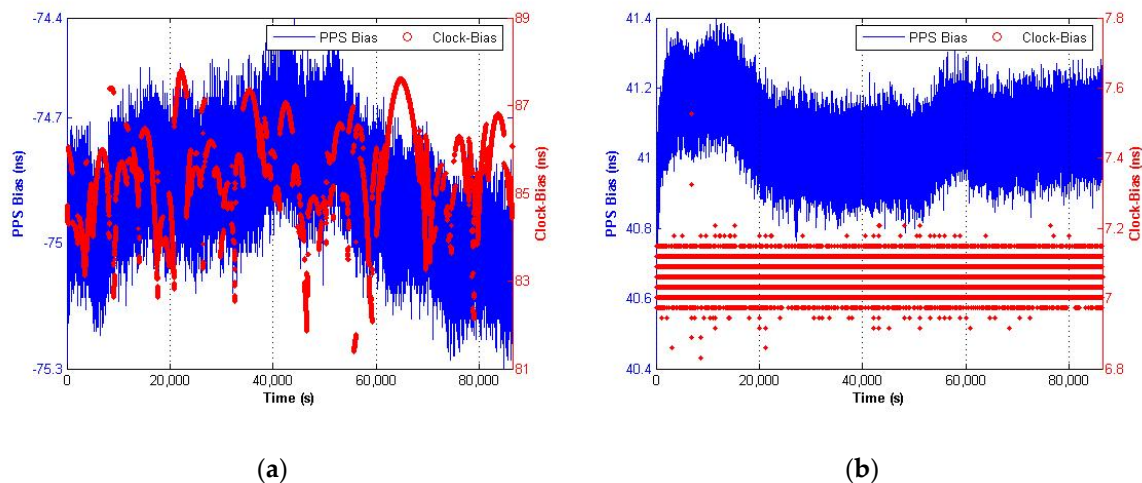 -74.4
-74.7
-75
-75.3
PPS Bias (ns)
PPS Bias
Clock-Bias
89
87
85
83
81
Clock-Bias (ns)
0
20,000
40,000
60,000
80,000
Time (s)
(a)
41.4
41.2
41
40.8
40.6
40.4
PPS Bias (ns)
PPS Bias
Clock-Bias
7.8
7.6
7.4
7.2
7
6.8
Clock-Bias (ns)
0
20,000
40,000
60,000
80,000
Time (s)
(b)